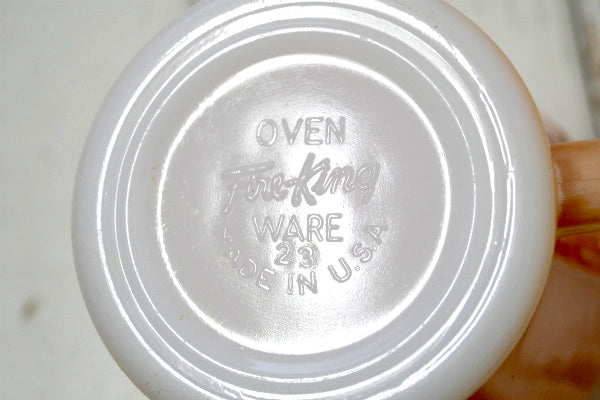 OVEN
Fire-King
WARE
23
MADE IN U.S.A